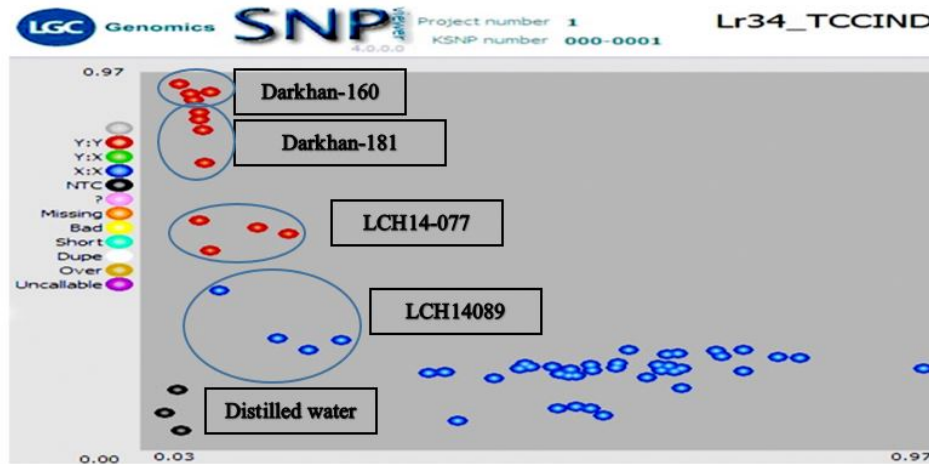 LGC Genomics SNP viewer 4.0.0.0 Project number 1 Lr34_TCCIND
KSNP number 000-0001
0.97
Darkhan-160
Darkhan-181
Y:Y
Y:X
X:X
NTC
?
Missing
Bad
Short
Dupe
Over
Uncallable
LCH14-077
LCH14089
Distilled water
0.00 0.03 0.97